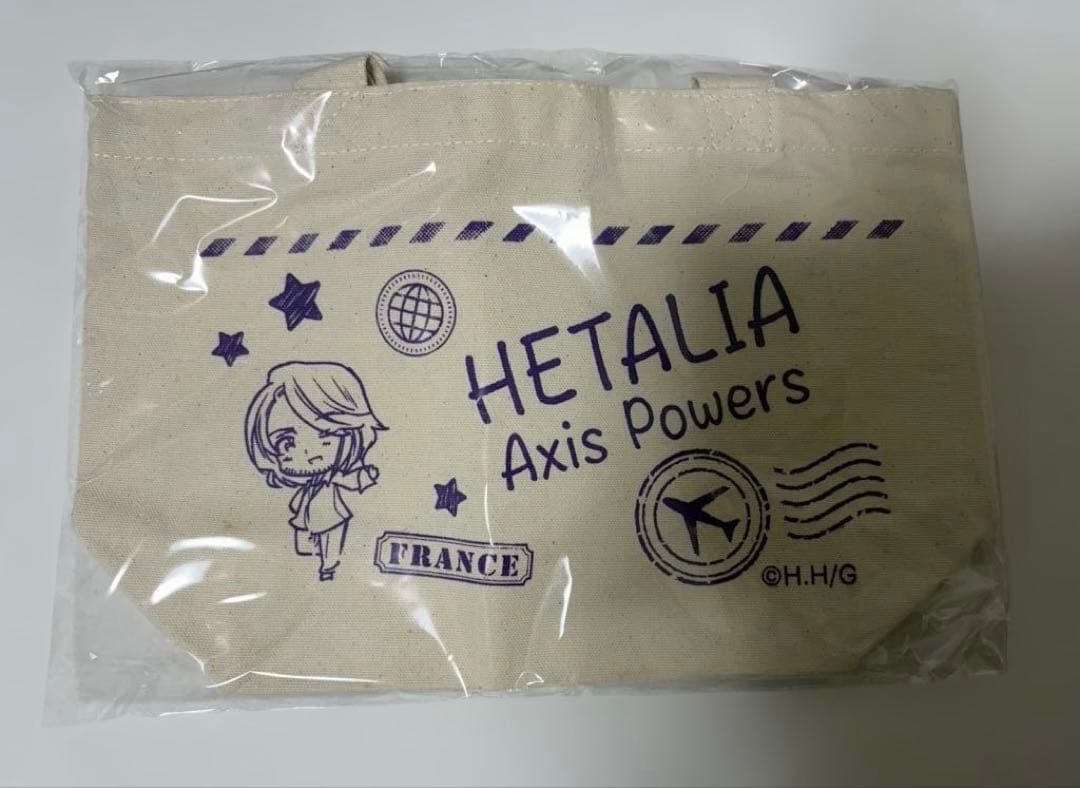 HETALIA
Axis Powers
FRANCE
©H.H/G